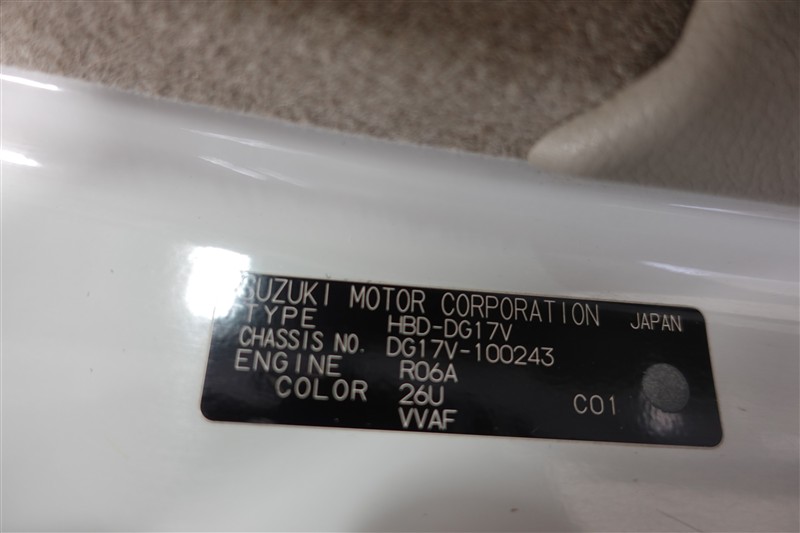 SUZUKI MOTOR CORPORATION JAPAN
TYPE HBD-DG17V
CHASSIS NO. DG17V-100243
ENGINE R06A
COLOR 26U C01
VVAF